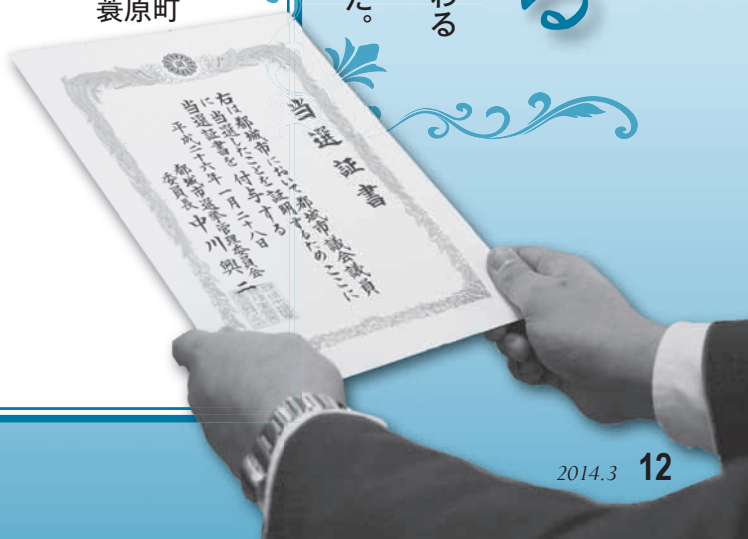 る
わる
た。
蓑原町
当選証書
右は都城市において都城市議会議員
に当選したことを証明するためここに
当選証書を付与する
平成二十六年一月二十八日
都城市選挙管理委員会
委員長 中川興二
2014.3 12